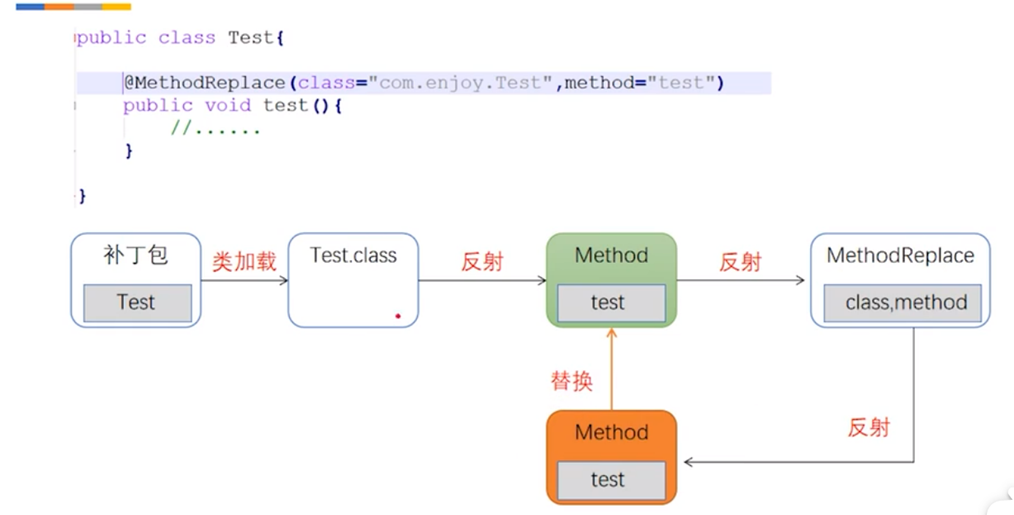 public class Test{
@MethodReplace(class="com.enjoy.Test",method="test")
public void test(){
//......
}
}
补丁包
Test
类加载
Test.class
反射
Method
test
反射
MethodReplace
class,method
替换
反射
Method
test